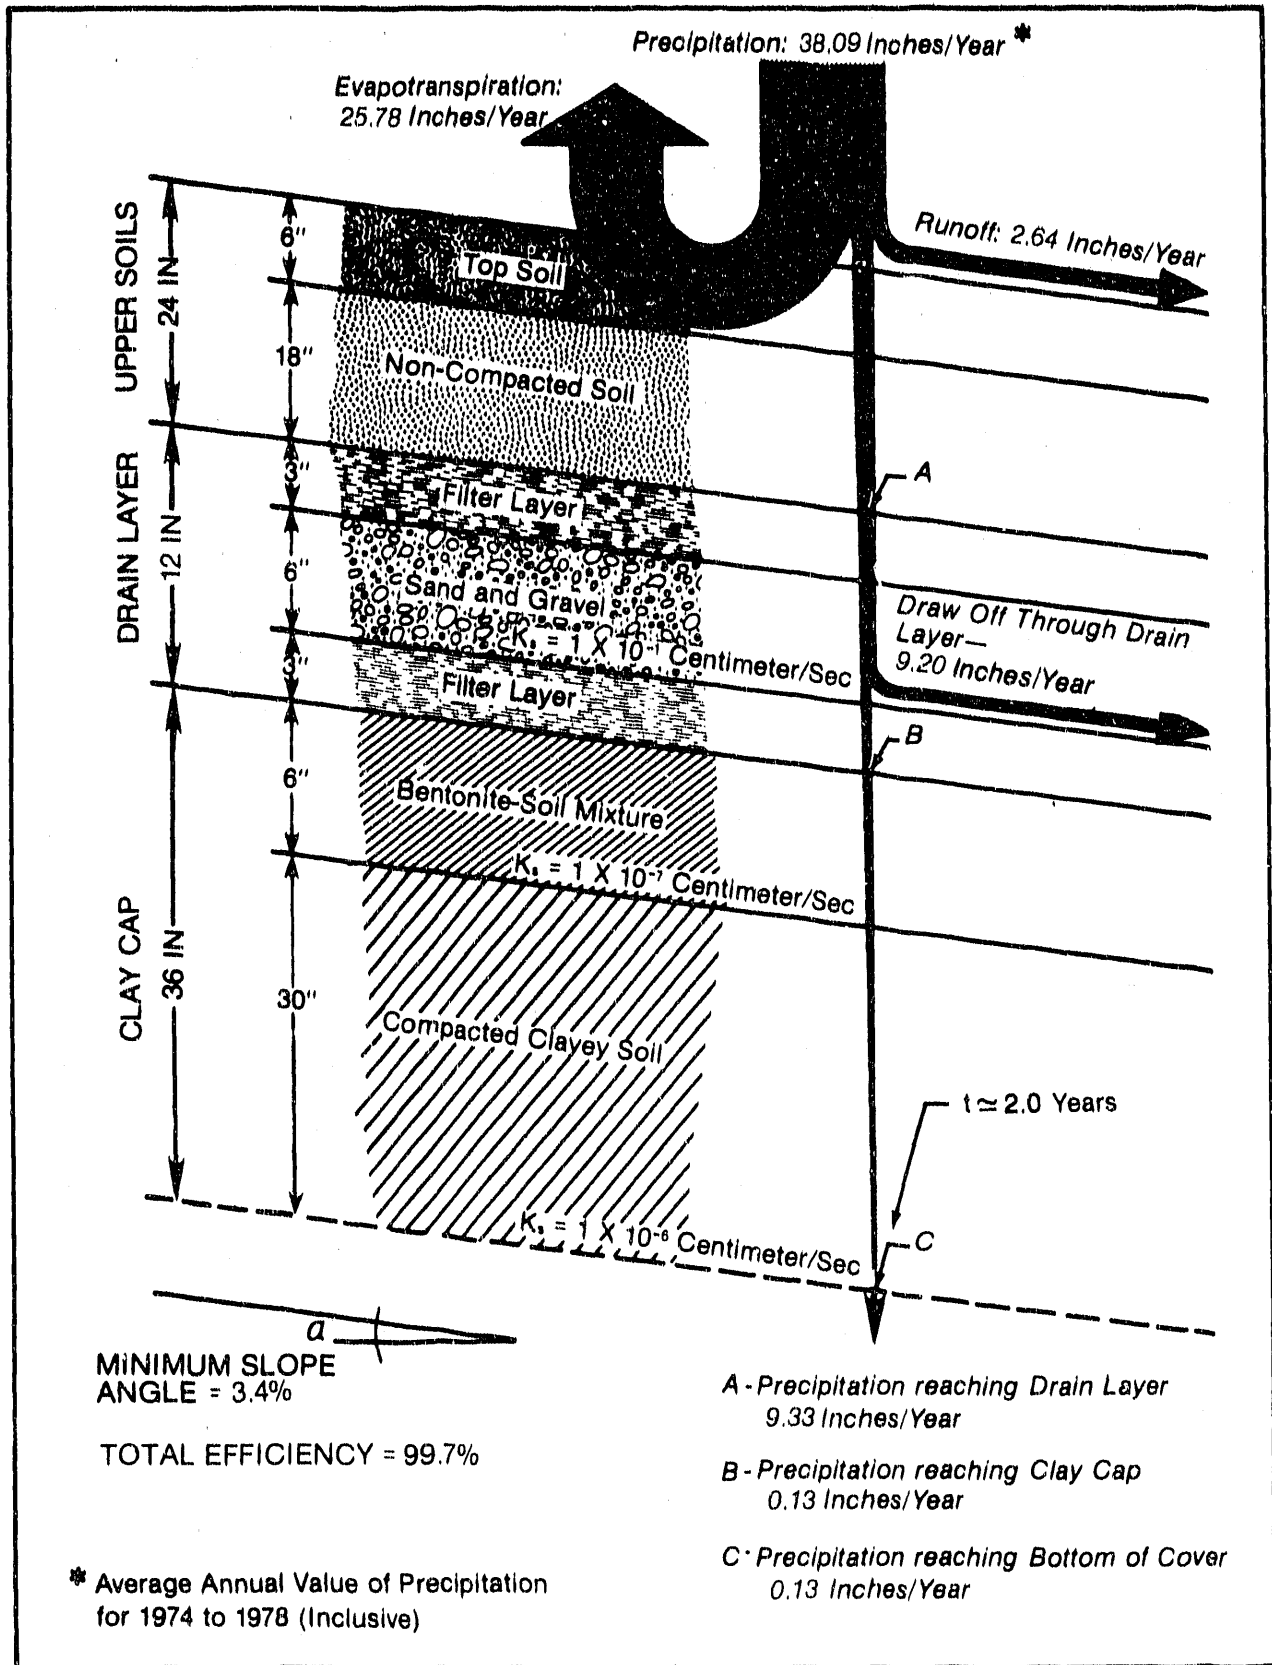 Precipitation: 38.09 Inches/Year *
Evapotranspiration:
25.78 Inches/Year
Runoff: 2.64 Inches/Year
UPPER SOILS
24 IN
6"
Top Soil
18"
Non-Compacted Soil
DRAIN LAYER
12 IN
3"
Filter Layer
A
6"
Sand and Gravel
Kₛ = 1 X 10⁻¹ Centimeter/Sec
Draw Off Through Drain
Layer—
9.20 Inches/Year
3"
Filter Layer
B
CLAY CAP
36 IN
6"
Bentonite-Soil Mixture
Kₛ = 1 X 10⁻⁷ Centimeter/Sec
30"
Compacted Clayey Soil
t ≃ 2.0 Years
Kₛ = 1 X 10⁻⁶ Centimeter/Sec
C
a
MINIMUM SLOPE
ANGLE = 3.4%
TOTAL EFFICIENCY = 99.7%
A - Precipitation reaching Drain Layer
9.33 Inches/Year
B - Precipitation reaching Clay Cap
0.13 Inches/Year
C - Precipitation reaching Bottom of Cover
0.13 Inches/Year
* Average Annual Value of Precipitation
for 1974 to 1978 (Inclusive)